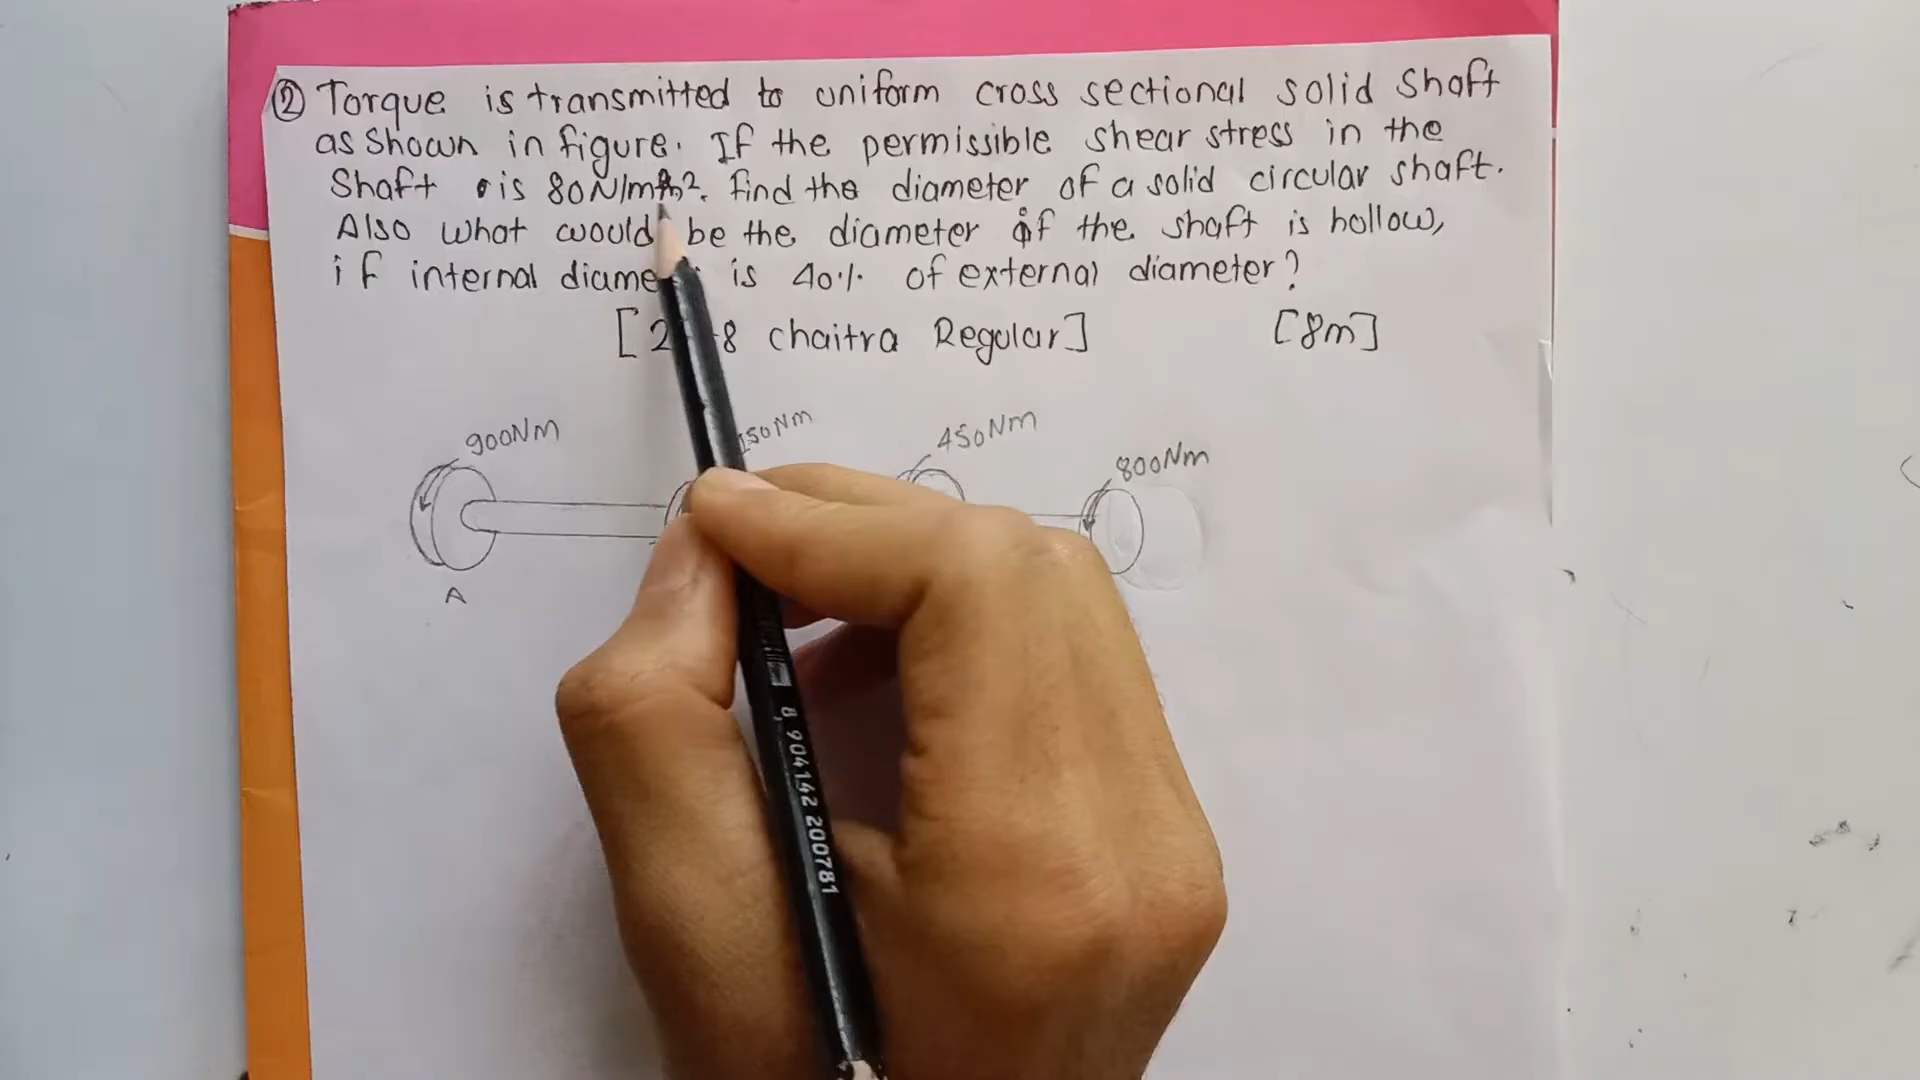 ② Torque is transmitted to uniform cross sectional solid shaft
as shown in figure. If the permissible shear stress in the
shaft is 80N/mm². find the diameter of a solid circular shaft.
Also what would be the diameter if the shaft is hollow,
if internal is 40% of external diameter?
[ chaitra Regular] [8m]
900Nm 450Nm 800Nm
A
8 904142 200781